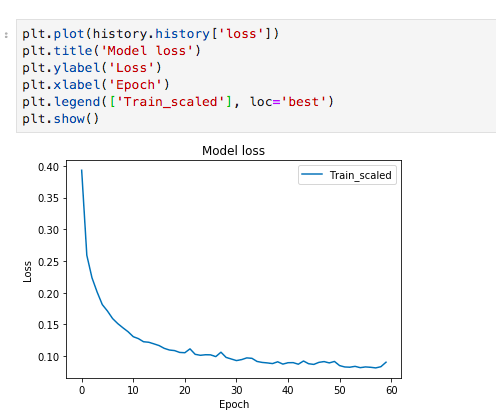 :
plt.plot(history.history['loss'])
plt.title('Model loss')
plt.ylabel('Loss')
plt.xlabel('Epoch')
plt.legend(['Train_scaled'], loc='best')
plt.show()
Model loss
Train_scaled
0.40
0.35
0.30
0.25
0.20
0.15
0.10
Loss
0 10 20 30 40 50 60
Epoch